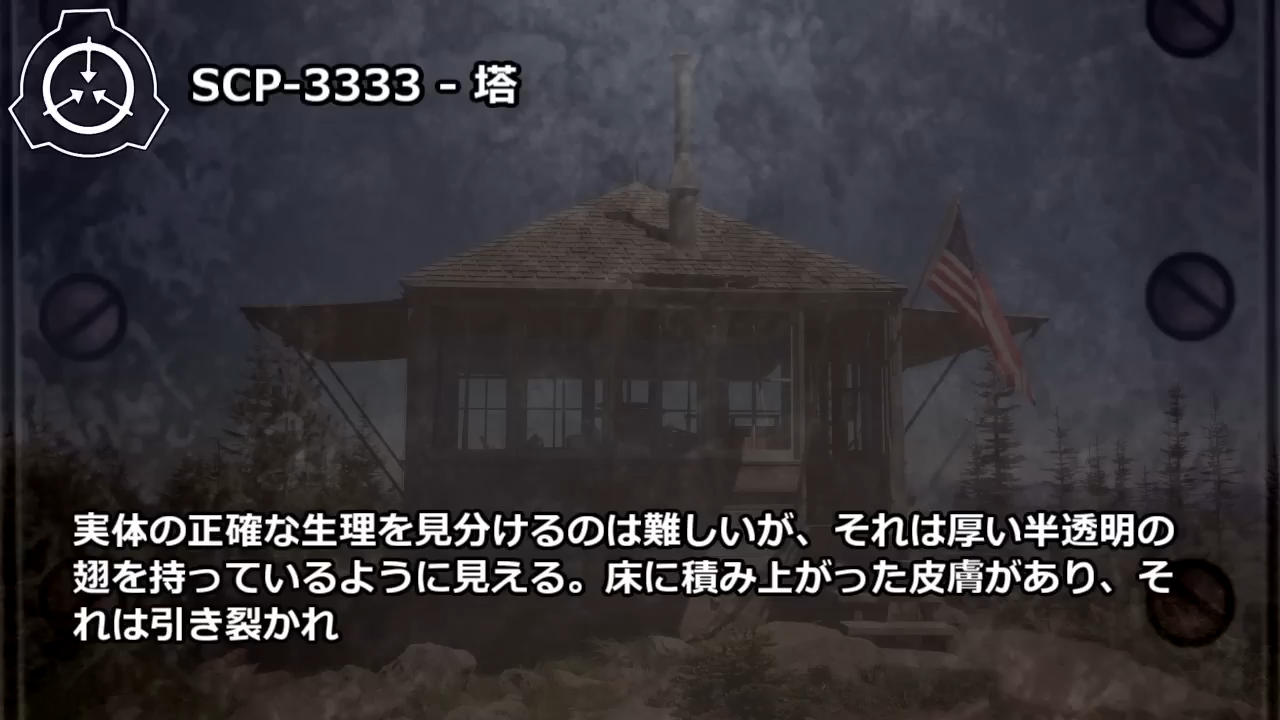 SCP-3333 – 塔
実体の正確な生理を見分けるのは難しいが、それは厚い半透明の
翅を持っているように見える。床に積み上がった皮膚があり、そ
れは引き裂かれ